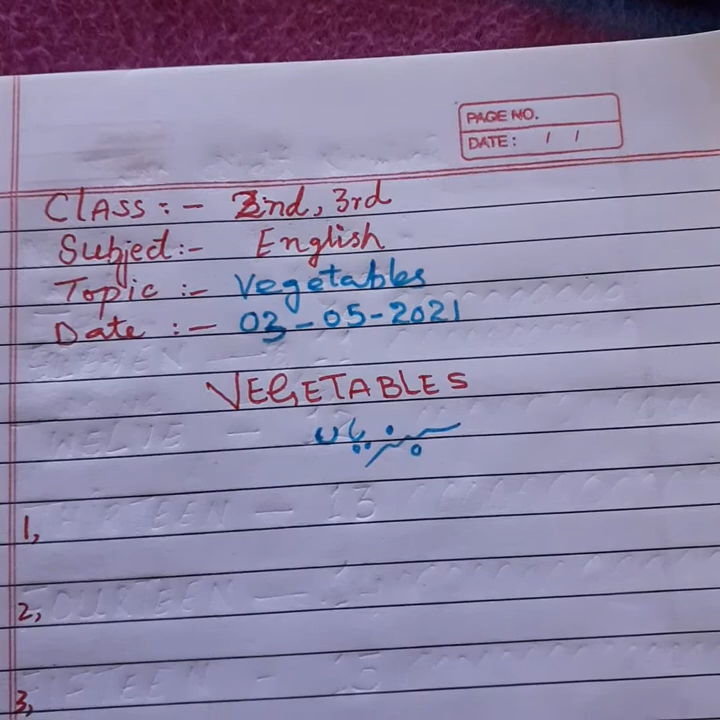 PAGE NO.
DATE: / /
Class :- 2nd, 3rd
Subject:- English
Topic :- Vegetables
Date :- 03-05-2021
VEGETABLES
سبزیاں
1,
2,
3,